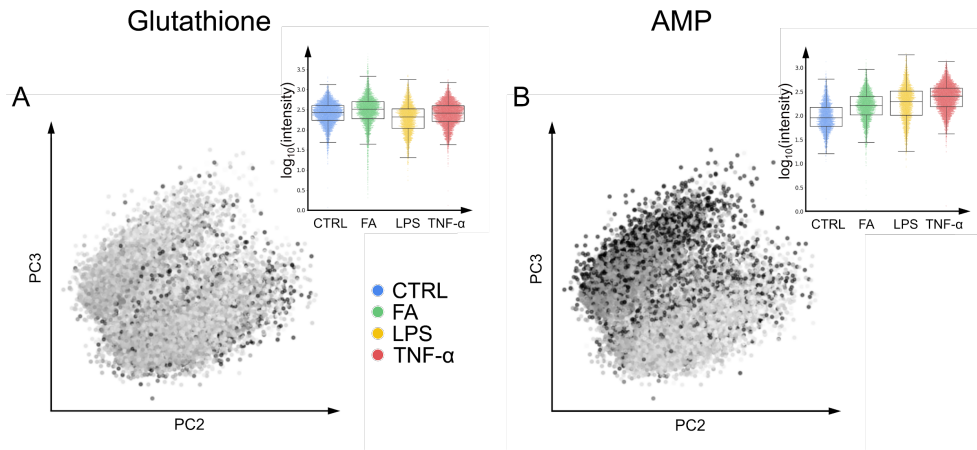 Glutathione
AMP
A
log10(intensity)
3.5
3.0
2.5
2.0
1.5
1.0
0.5
0.0
CTRL FA LPS TNF-α
PC3
PC2
CTRL
FA
LPS
TNF-α
B
log10(intensity)
3.0
2.5
2.0
1.5
1.0
0.5
0.0
CTRL FA LPS TNF-α
PC3
PC2